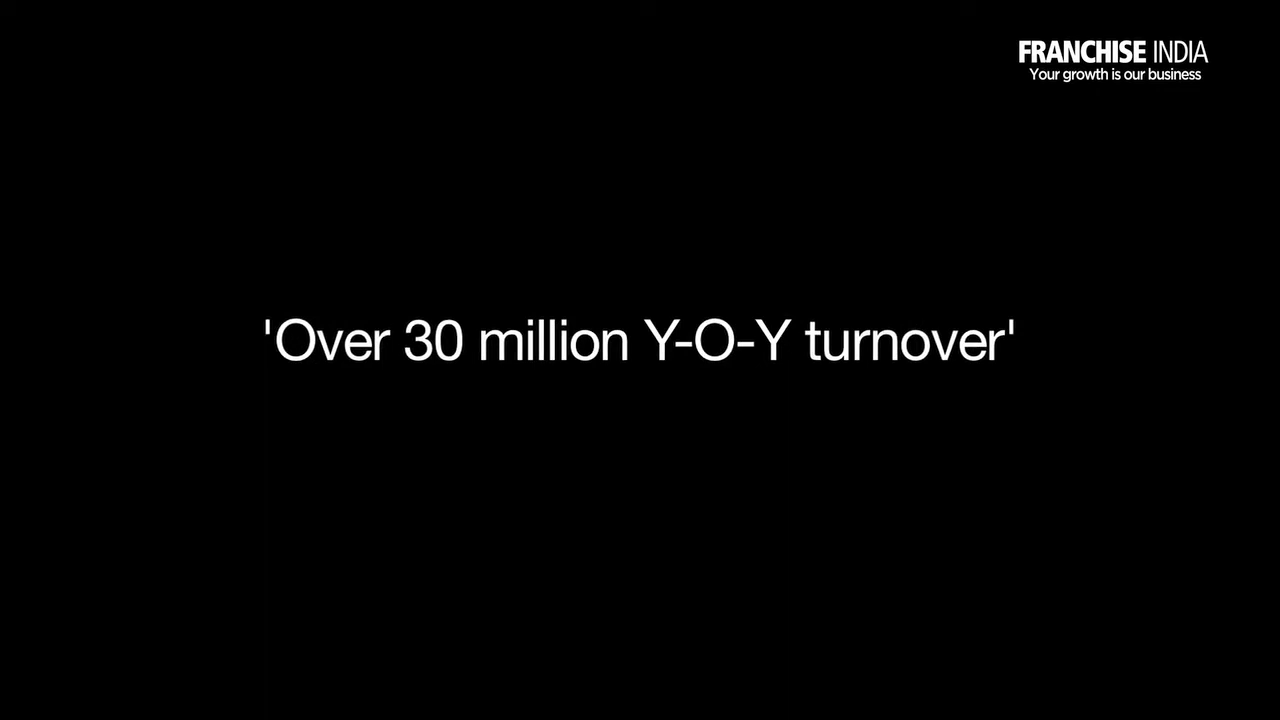 FRANCHISE INDIA
Your growth is our business
'Over 30 million Y-O-Y turnover'